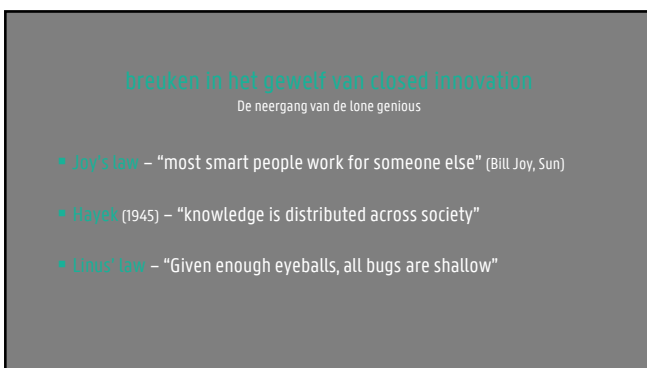 breuken in het gewelf van closed innovation
De neergang van de lone genious
• Joy's Law – “most smart people work for someone else” (Bill Joy, Sun)
• Hayek (1945) – “knowledge is distributed across society”
• Linus' law – “Given enough eyeballs, all bugs are shallow”